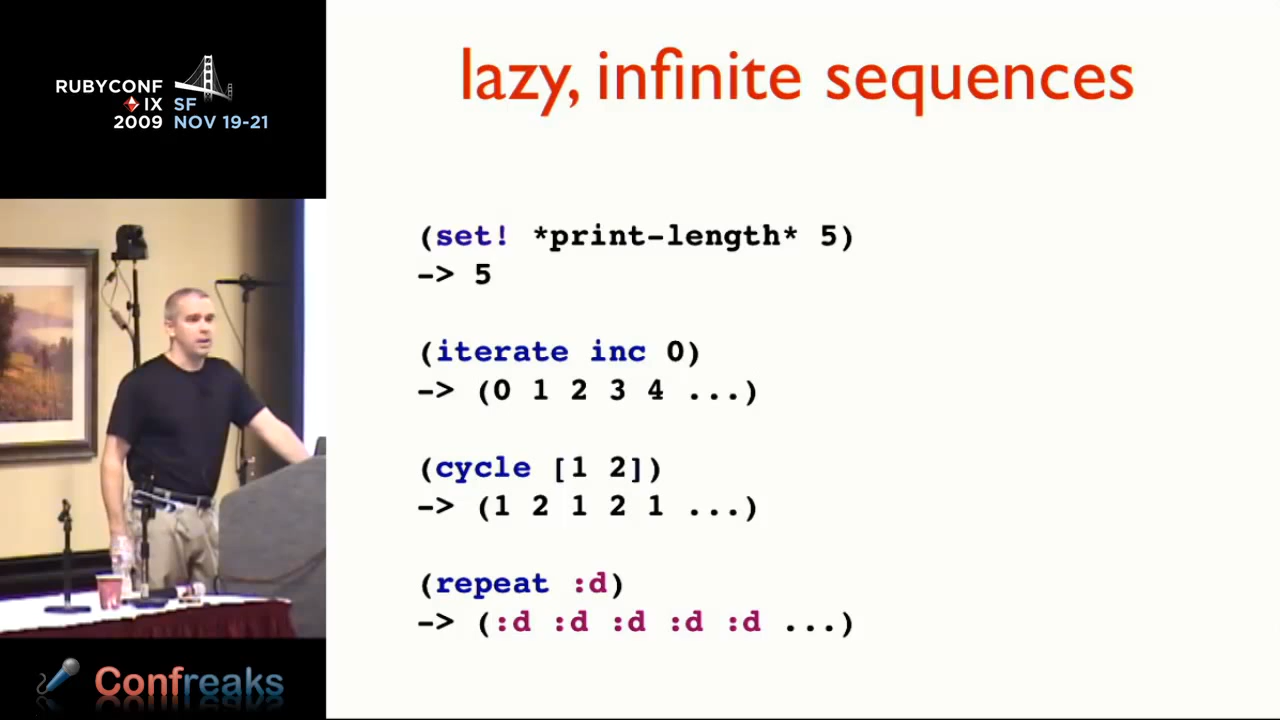 RUBYCONF
IX SF
2009 NOV 19-21
lazy, infinite sequences
(set! *print-length* 5)
-> 5
(iterate inc 0)
-> (0 1 2 3 4 ...)
(cycle [1 2])
-> (1 2 1 2 1 ...)
(repeat :d)
-> (:d :d :d :d :d ...)
Confreaks